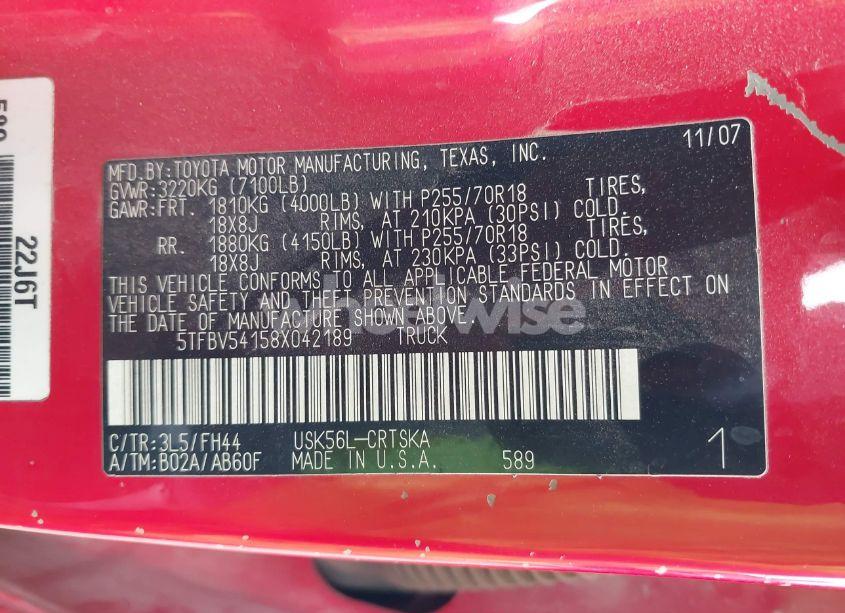 11/07
MFD.BY:TOYOTA MOTOR MANUFACTURING, TEXAS, INC.
GVWR:3220KG (7100LB)
GAWR:FRT. 1810KG (4000LB) WITH P255/70R18 TIRES,
18X8J RIMS, AT 210KPA (30PSI) COLD.
RR. 1880KG (4150LB) WITH P255/70R18 TIRES,
18X8J RIMS, AT 230KPA (33PSI) COLD.
THIS VEHICLE CONFORMS TO ALL APPLICABLE FEDERAL MOTOR
VEHICLE SAFETY AND THEFT PREVENTION STANDARDS IN EFFECT ON
THE DATE OF MANUFACTURE SHOWN ABOVE.
wheelwise
5TFBV54158X042189 TRUCK
C/TR:3L5/FH44 USK56L-CRTSKA
A/TM:B02A/AB60F MADE IN U.S.A. 589 1
22J6T